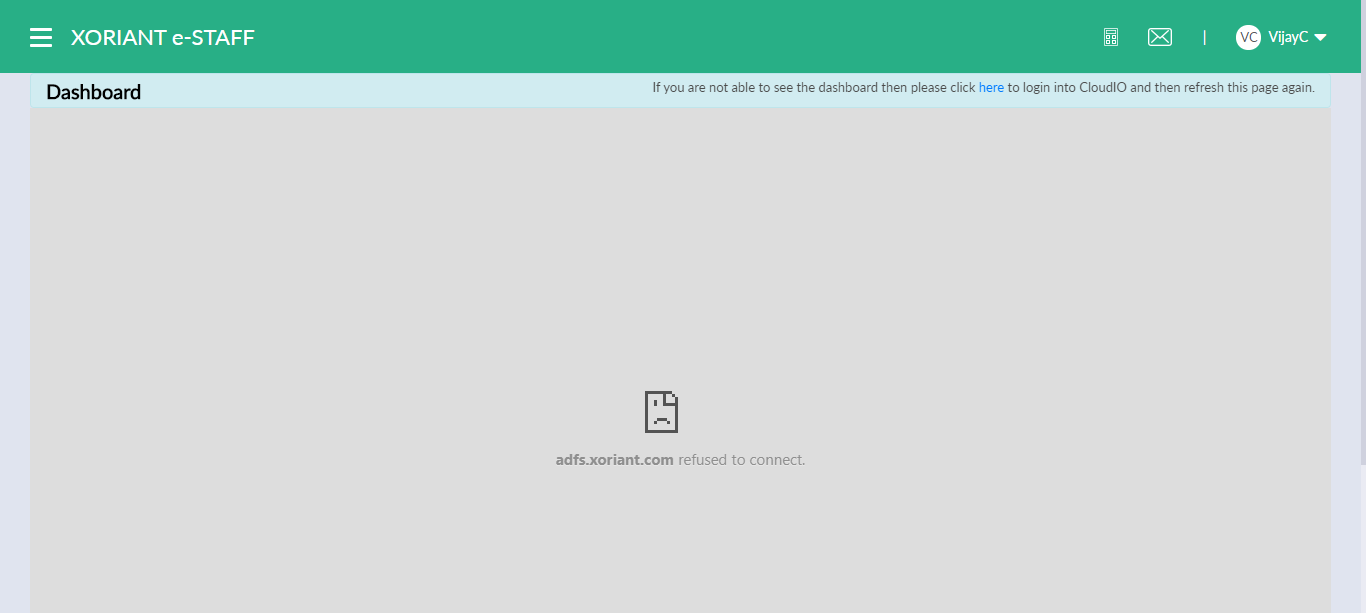 XORIANT e-STAFF
|
VC VijayC
Dashboard
If you are not able to see the dashboard then please click here to login into CloudIO and then refresh this page again.
adfs.xoriant.com refused to connect.